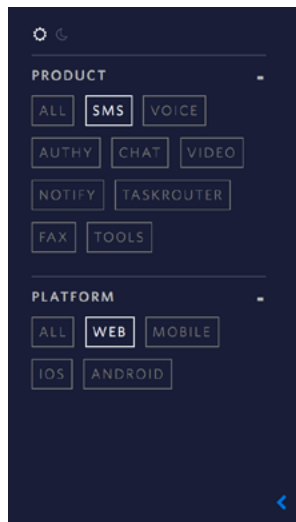 PRODUCT -
ALL SMS VOICE
AUTHY CHAT VIDEO
NOTIFY TASKROUTER
FAX TOOLS
PLATFORM -
ALL WEB MOBILE
IOS ANDROID